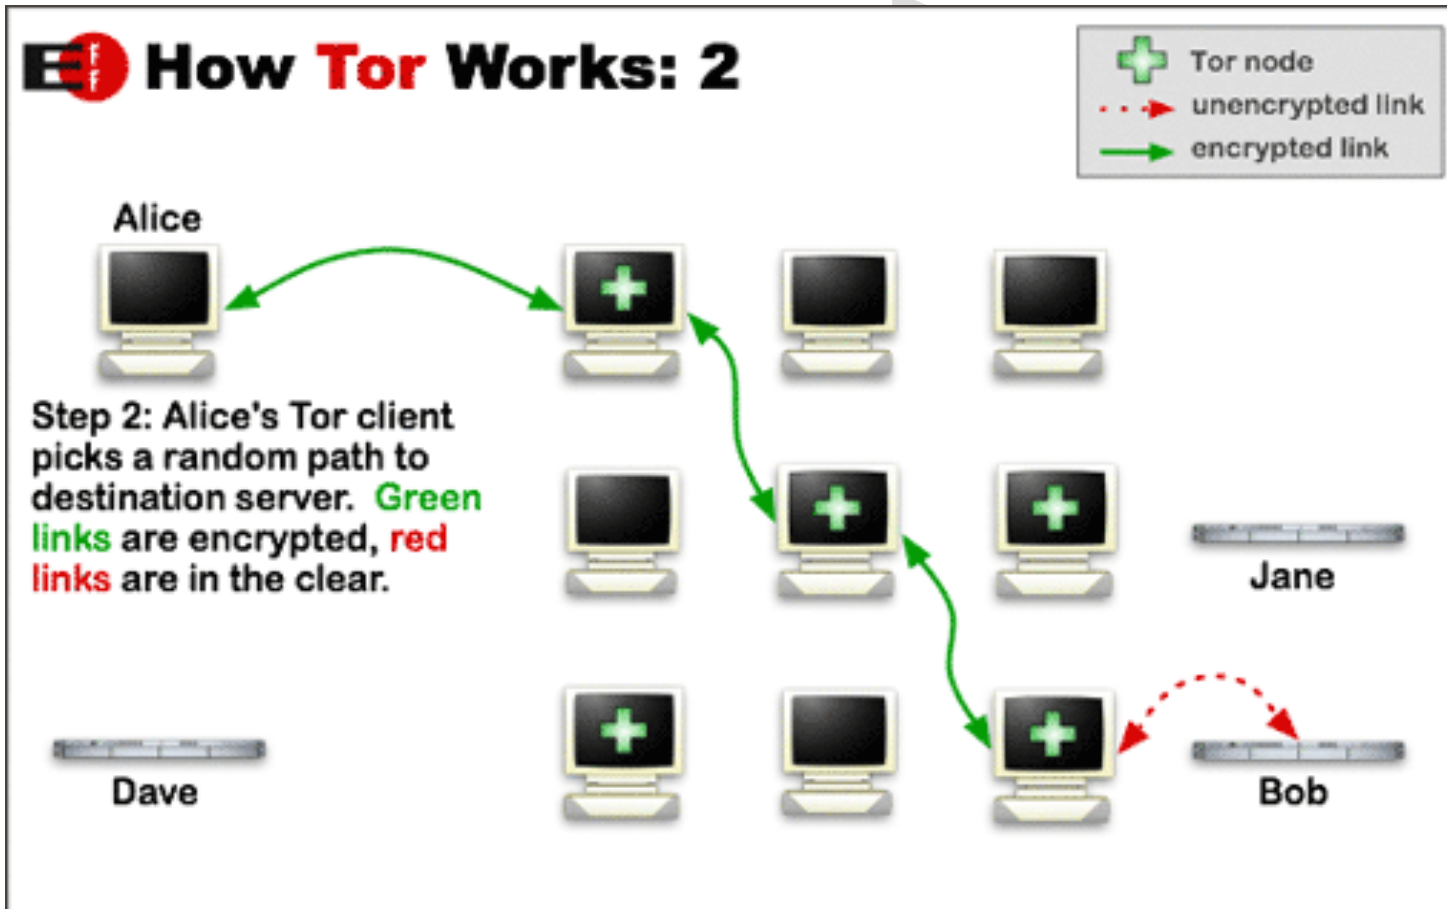 EFF How Tor Works: 2
Tor node
unencrypted link
encrypted link
Alice
Step 2: Alice's Tor client
picks a random path to
destination server. Green
links are encrypted, red
links are in the clear.
Jane
Dave
Bob